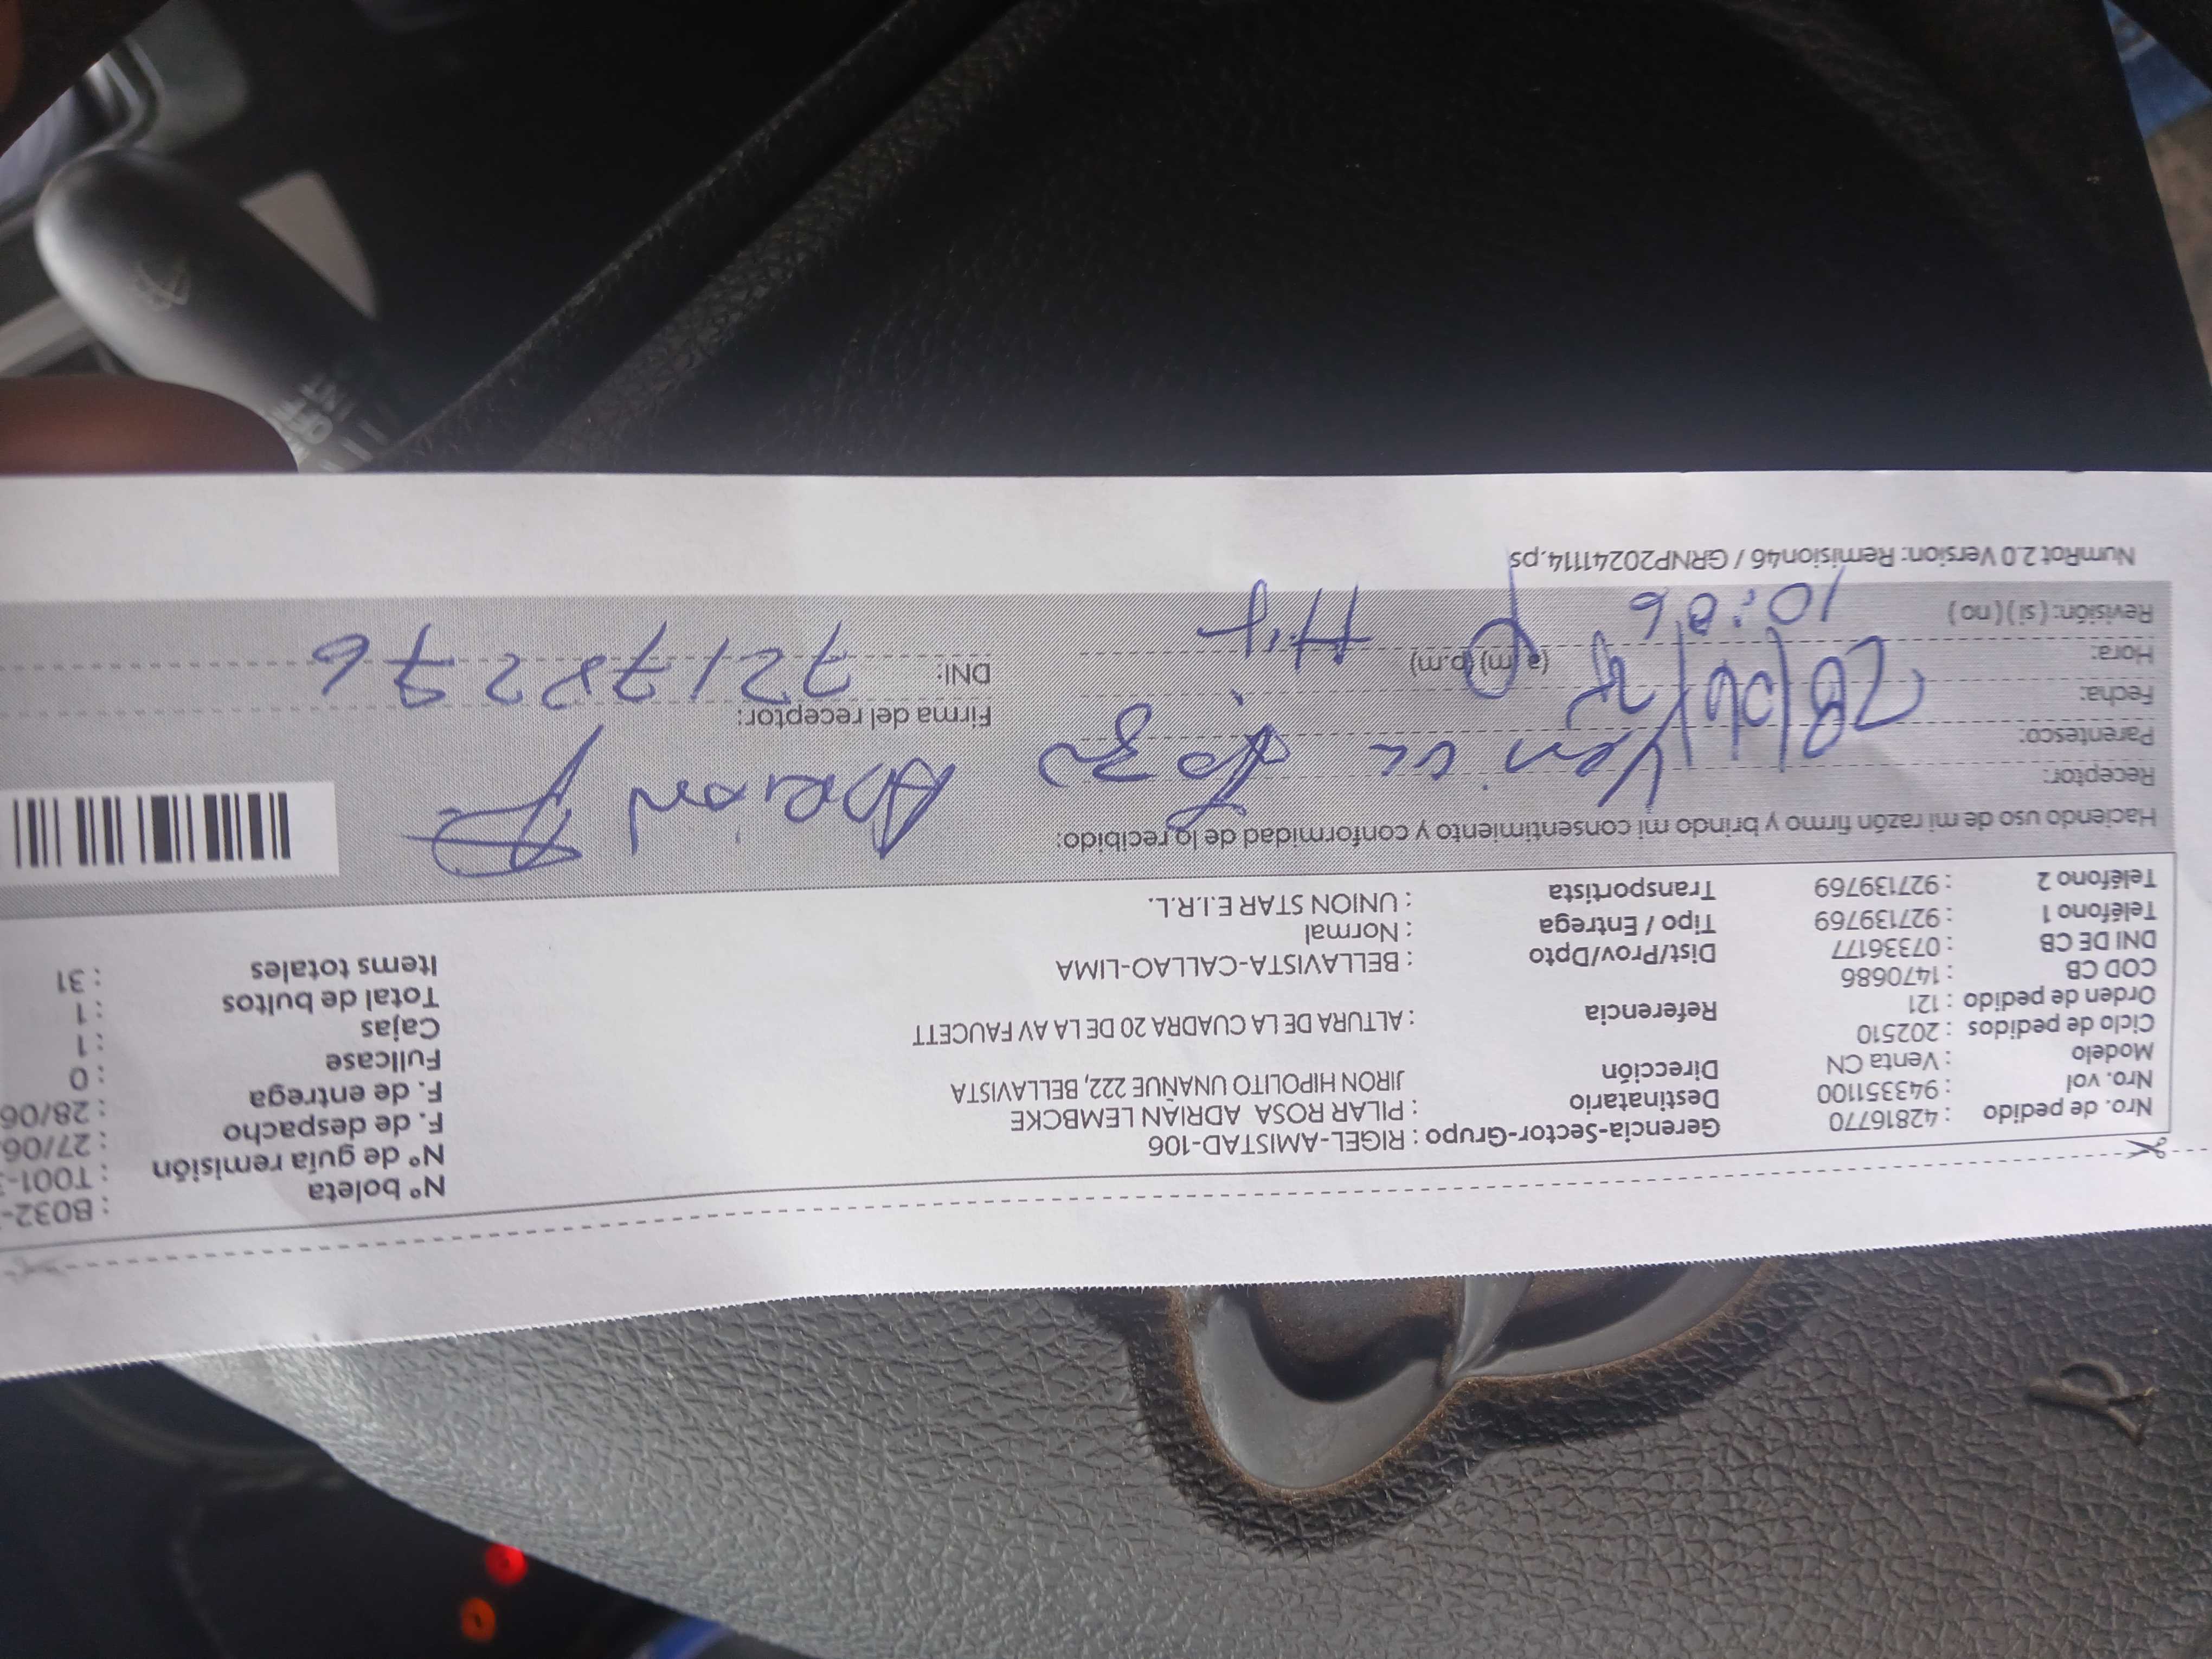 Nro. de pedido : 42816770
Nro. vol : 943351100
Modelo : Venta CN
Ciclo de pedidos : 202510
Orden de pedido : 121
COD CB : 1470686
DNI DE CB : 07336177
Teléfono 1 : 927139769
Teléfono 2 : 927139769
Gerencia-Sector-Grupo : RIGEL-AMISTAD-106
Destinatario : PILAR ROSA ADRIÁN LEMBCKE
Dirección JIRON HIPOLITO UNANUE 222, BELLAVISTA
Referencia : ALTURA DE LA CUADRA 20 DE LA AV FAUCETT
Dist/Prov/Dpto : BELLAVISTA-CALLAO-LIMA
Tipo / Entrega : Normal
Transportista : UNION STAR E.I.R.L.
N° boleta : B032-
N° de guía remisión : T001-
F. de despacho : 27/06
F. de entrega : 28/06
Fullcase : 0
Cajas : 1
Total de bultos : 1
Items totales : 31
Haciendo uso de mi razón firmo y brindo mi consentimiento y conformidad de lo recibido:
Receptor: Adrian
Parentesco:
Fecha: 28/06/25
Hora: (a.m) (p.m)
Revisión: ( si ) ( no ) 10:06
Firma del receptor:
DNI: 72178276
NumRot 2.0 Version: Remision46 / GRNP20241114.ps